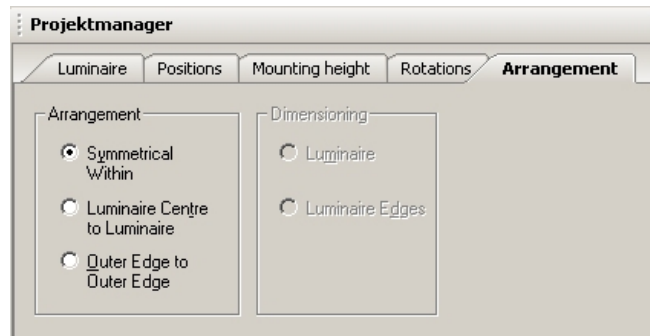 Projektmanager
Luminaire Positions Mounting height Rotations Arrangement
Arrangement Dimensioning
Symmetrical
Within
Luminaire
Luminaire Centre
to Luminaire
Luminaire Edges
Outer Edge to
Outer Edge